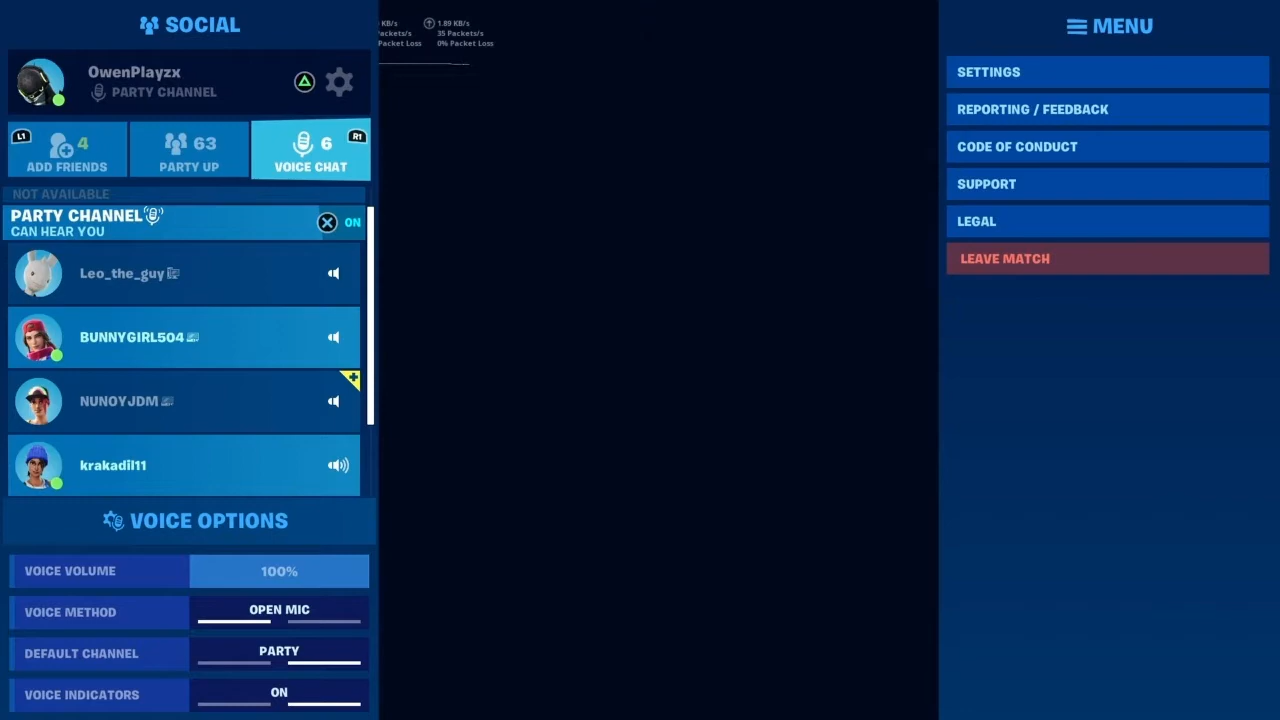 SOCIAL
OwenPlayzx
PARTY CHANNEL
L1
4
ADD FRIENDS
63
PARTY UP
6
R1
VOICE CHAT
NOT AVAILABLE
PARTY CHANNEL
CAN HEAR YOU
ON
Leo_the_guy
BUNNYGIRL504
NUNOYJDM
krakadil11
VOICE OPTIONS
VOICE VOLUME
100%
VOICE METHOD
OPEN MIC
DEFAULT CHANNEL
PARTY
VOICE INDICATORS
ON
KB/s
1.89 KB/s
ackets/s
35 Packets/s
Packet Loss
0% Packet Loss
MENU
SETTINGS
REPORTING / FEEDBACK
CODE OF CONDUCT
SUPPORT
LEGAL
LEAVE MATCH